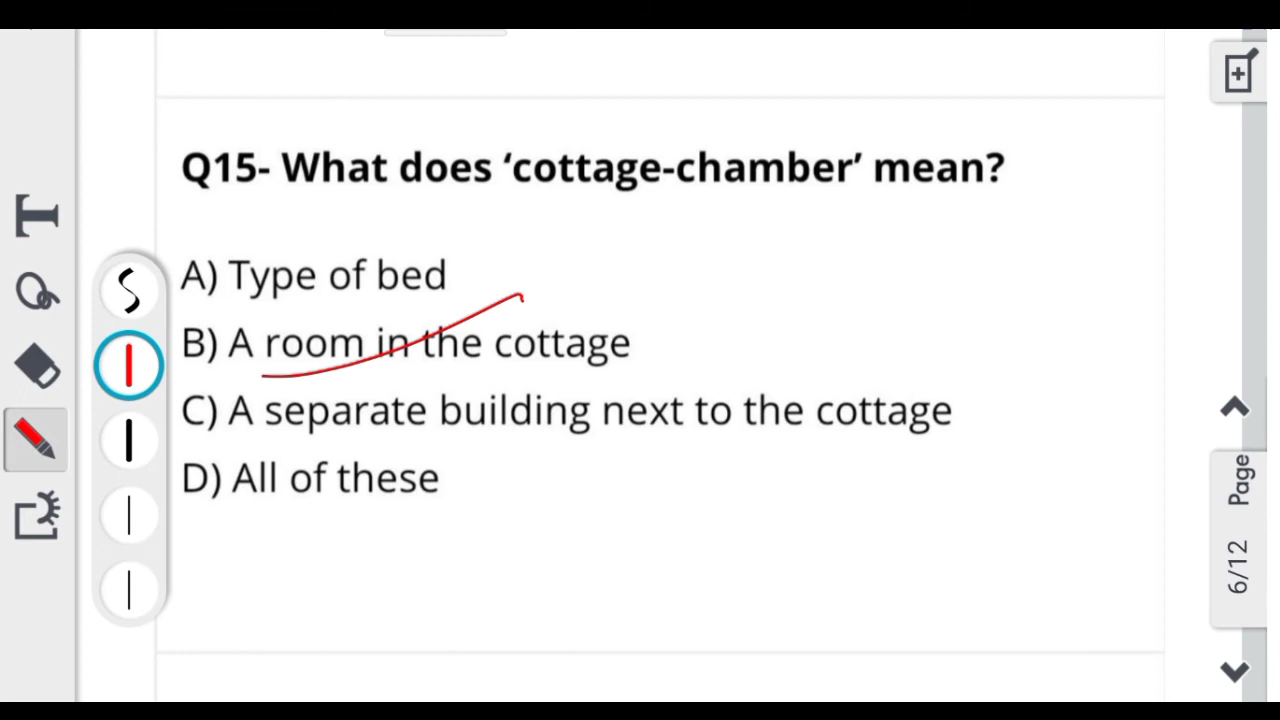 Q15- What does ‘cottage-chamber’ mean?
A) Type of bed
B) A room in the cottage
C) A separate building next to the cottage
D) All of these
Page
6/12